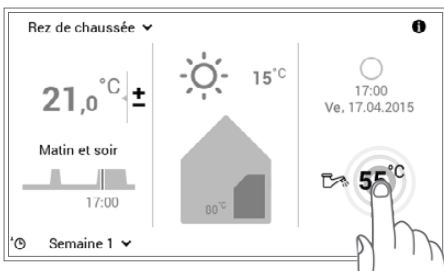 Rez de chaussée
21,0 °C ±
Matin et soir
17:00
Semaine 1
15°C
00°C
17:00
Ve, 17.04.2015
55°C